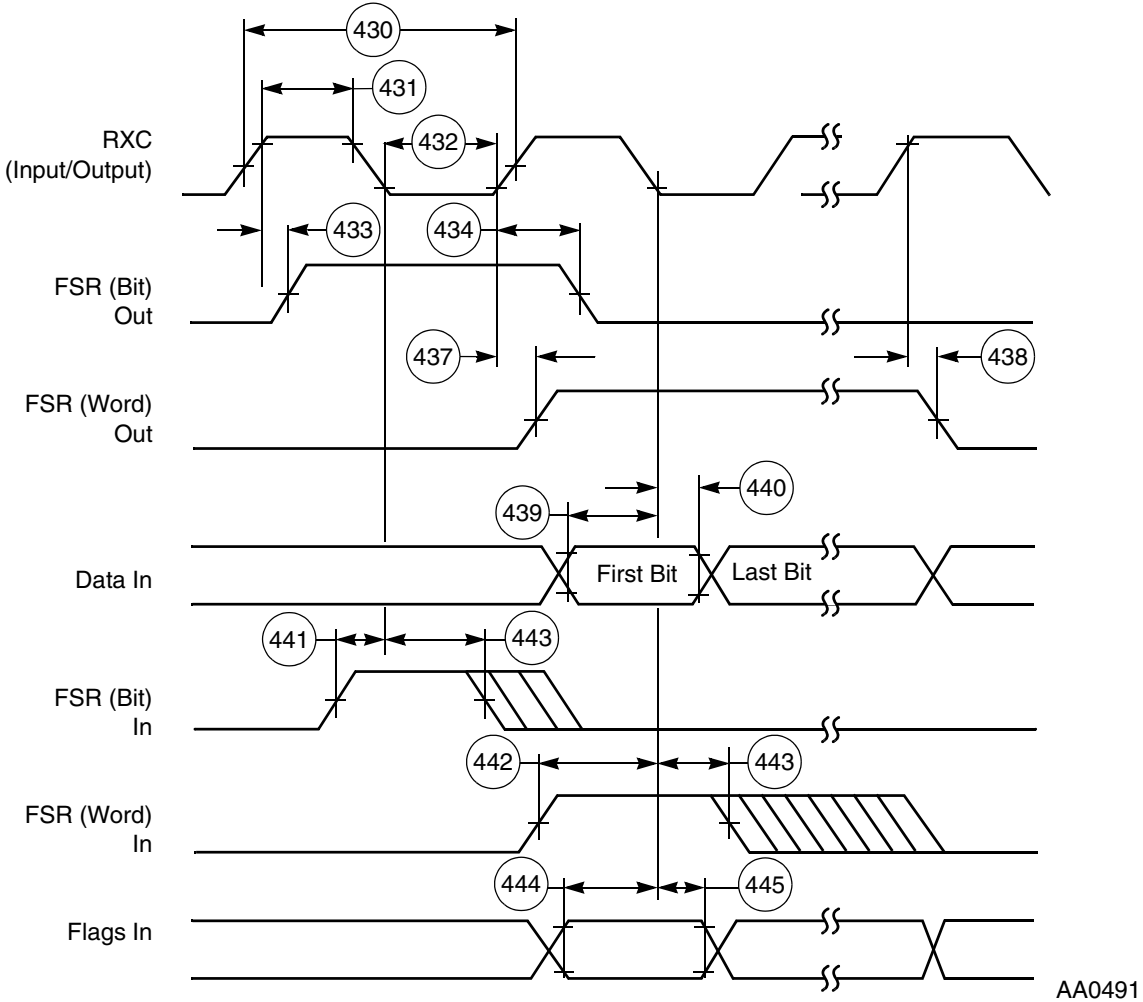 430
431
RXC
(Input/Output)
432
433
434
FSR (Bit)
Out
437
438
FSR (Word)
Out
440
439
Data In
First Bit
Last Bit
441
443
FSR (Bit)
In
442
443
FSR (Word)
In
444
445
Flags In
AA0491